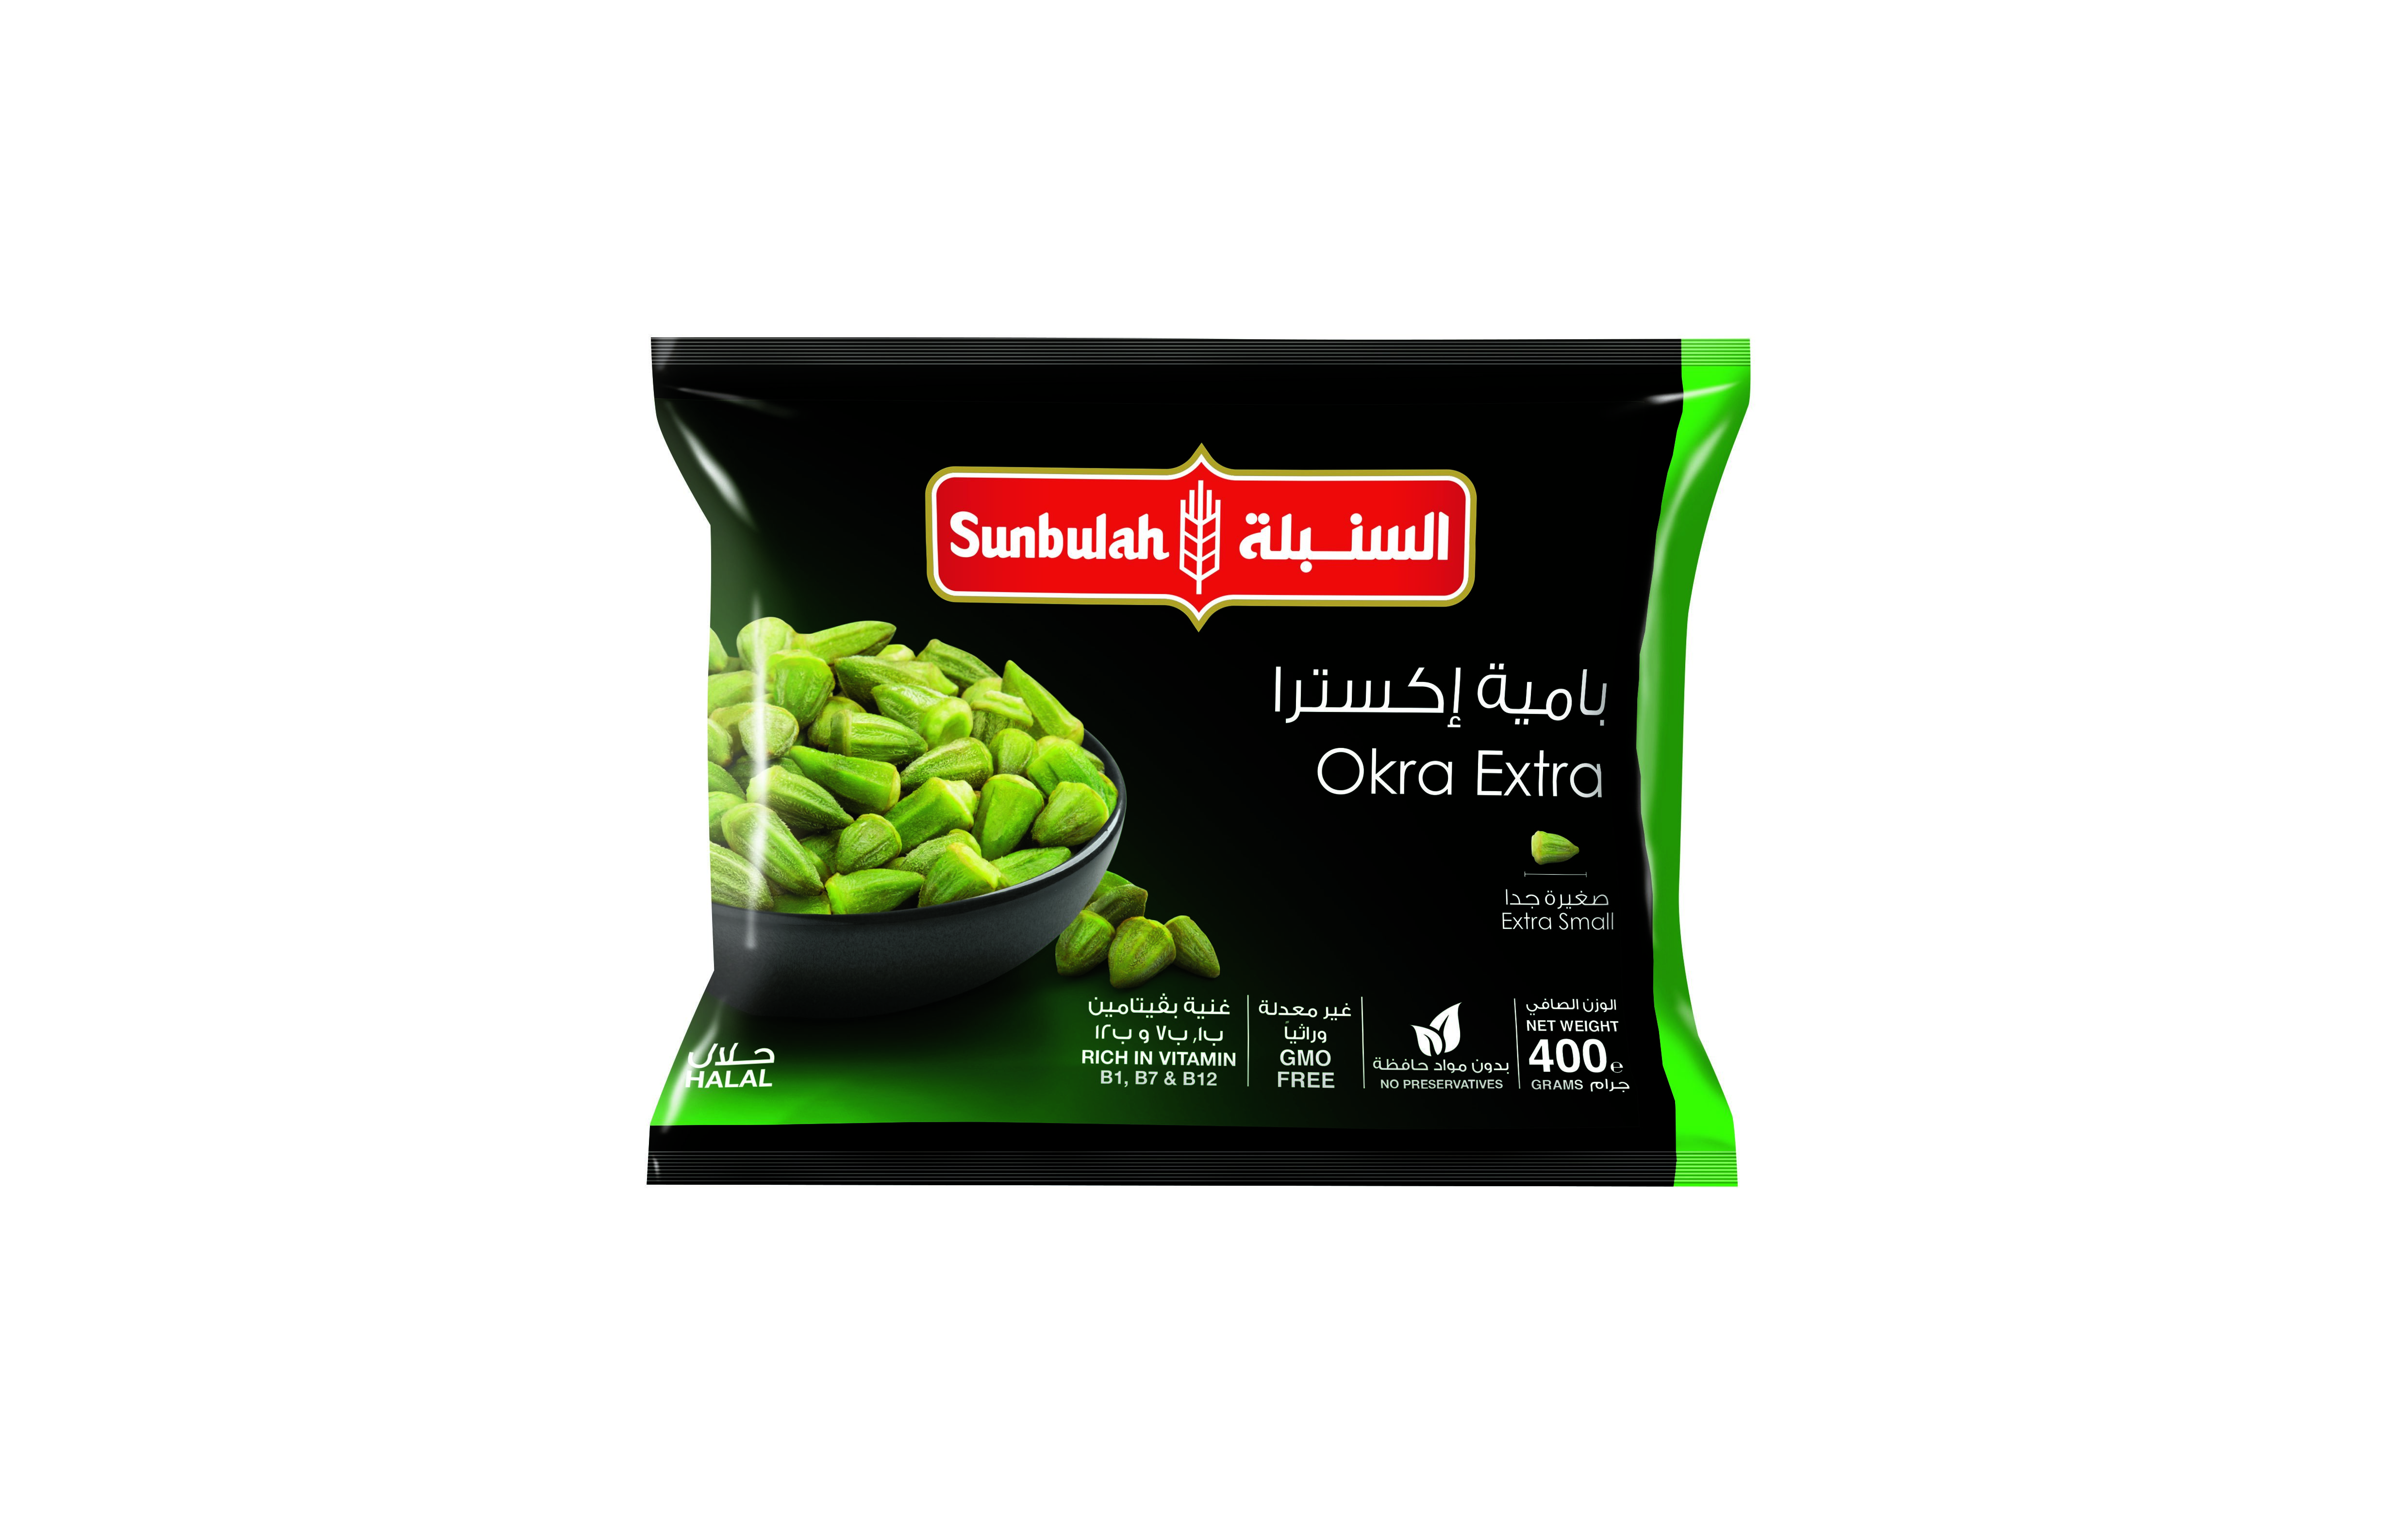 Sunbulah السنبلة
بامية إكسترا
Okra Extra
صغيرة جدا
Extra Small
حلال
HALAL
غنية بڤيتامين
ب١, ب٧ و ب١٢
RICH IN VITAMIN
B1, B7 & B12
غير معدلة
وراثياً
GMO
FREE
بدون مواد حافظة
NO PRESERVATIVES
الوزن الصافي
NET WEIGHT
400e
GRAMS جرام